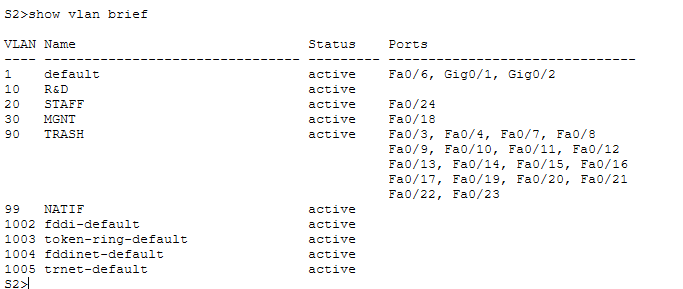 S2>show vlan brief
VLAN Name                             Status    Ports
---- -------------------------------- --------- -------------------------------
1    default                          active    Fa0/6, Gig0/1, Gig0/2
10   R&D                              active
20   STAFF                            active    Fa0/24
30   MGNT                             active    Fa0/18
90   TRASH                            active    Fa0/3, Fa0/4, Fa0/7, Fa0/8
                                                Fa0/9, Fa0/10, Fa0/11, Fa0/12
                                                Fa0/13, Fa0/14, Fa0/15, Fa0/16
                                                Fa0/17, Fa0/19, Fa0/20, Fa0/21
                                                Fa0/22, Fa0/23
99   NATIF                            active
1002 fddi-default                     active
1003 token-ring-default               active
1004 fddinet-default                  active
1005 trnet-default                    active
S2>